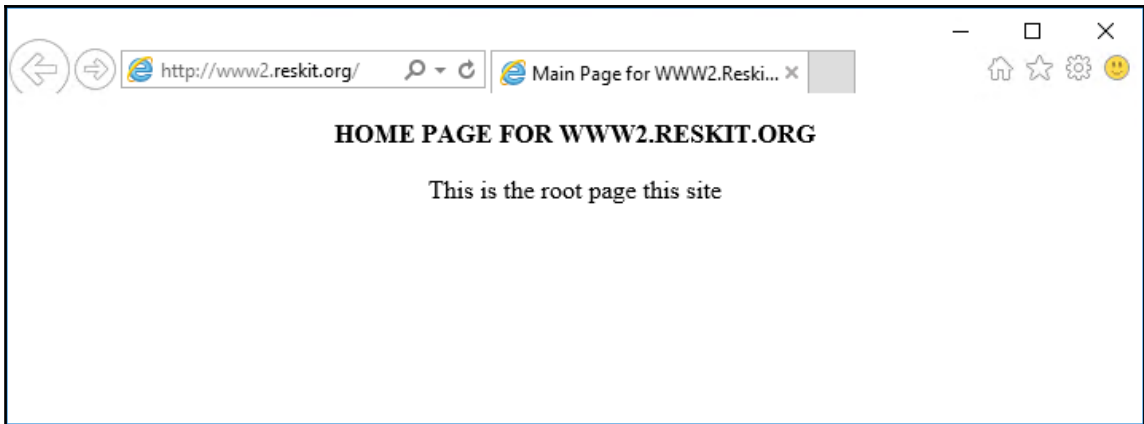 http://www2.reskit.org/
Main Page for WWW2.Reski...
HOME PAGE FOR WWW2.RESKIT.ORG
This is the root page this site